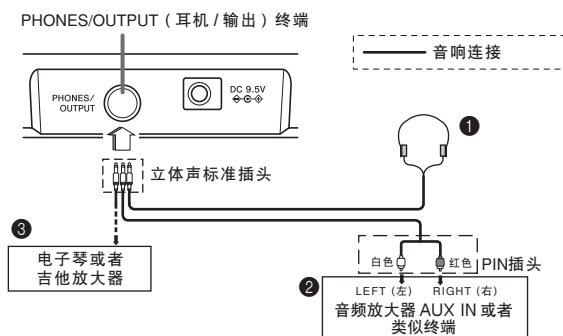 PHONES/OUTPUT（耳机 / 输出）终端
音响连接
PHONES/
OUTPUT
DC 9.5V
❶
立体声标准插头
❸
电子琴或者
吉他放大器
白色
红色
PIN插头
❷
LEFT (左)
RIGHT (右)
音频放大器 AUX IN 或者
类似终端